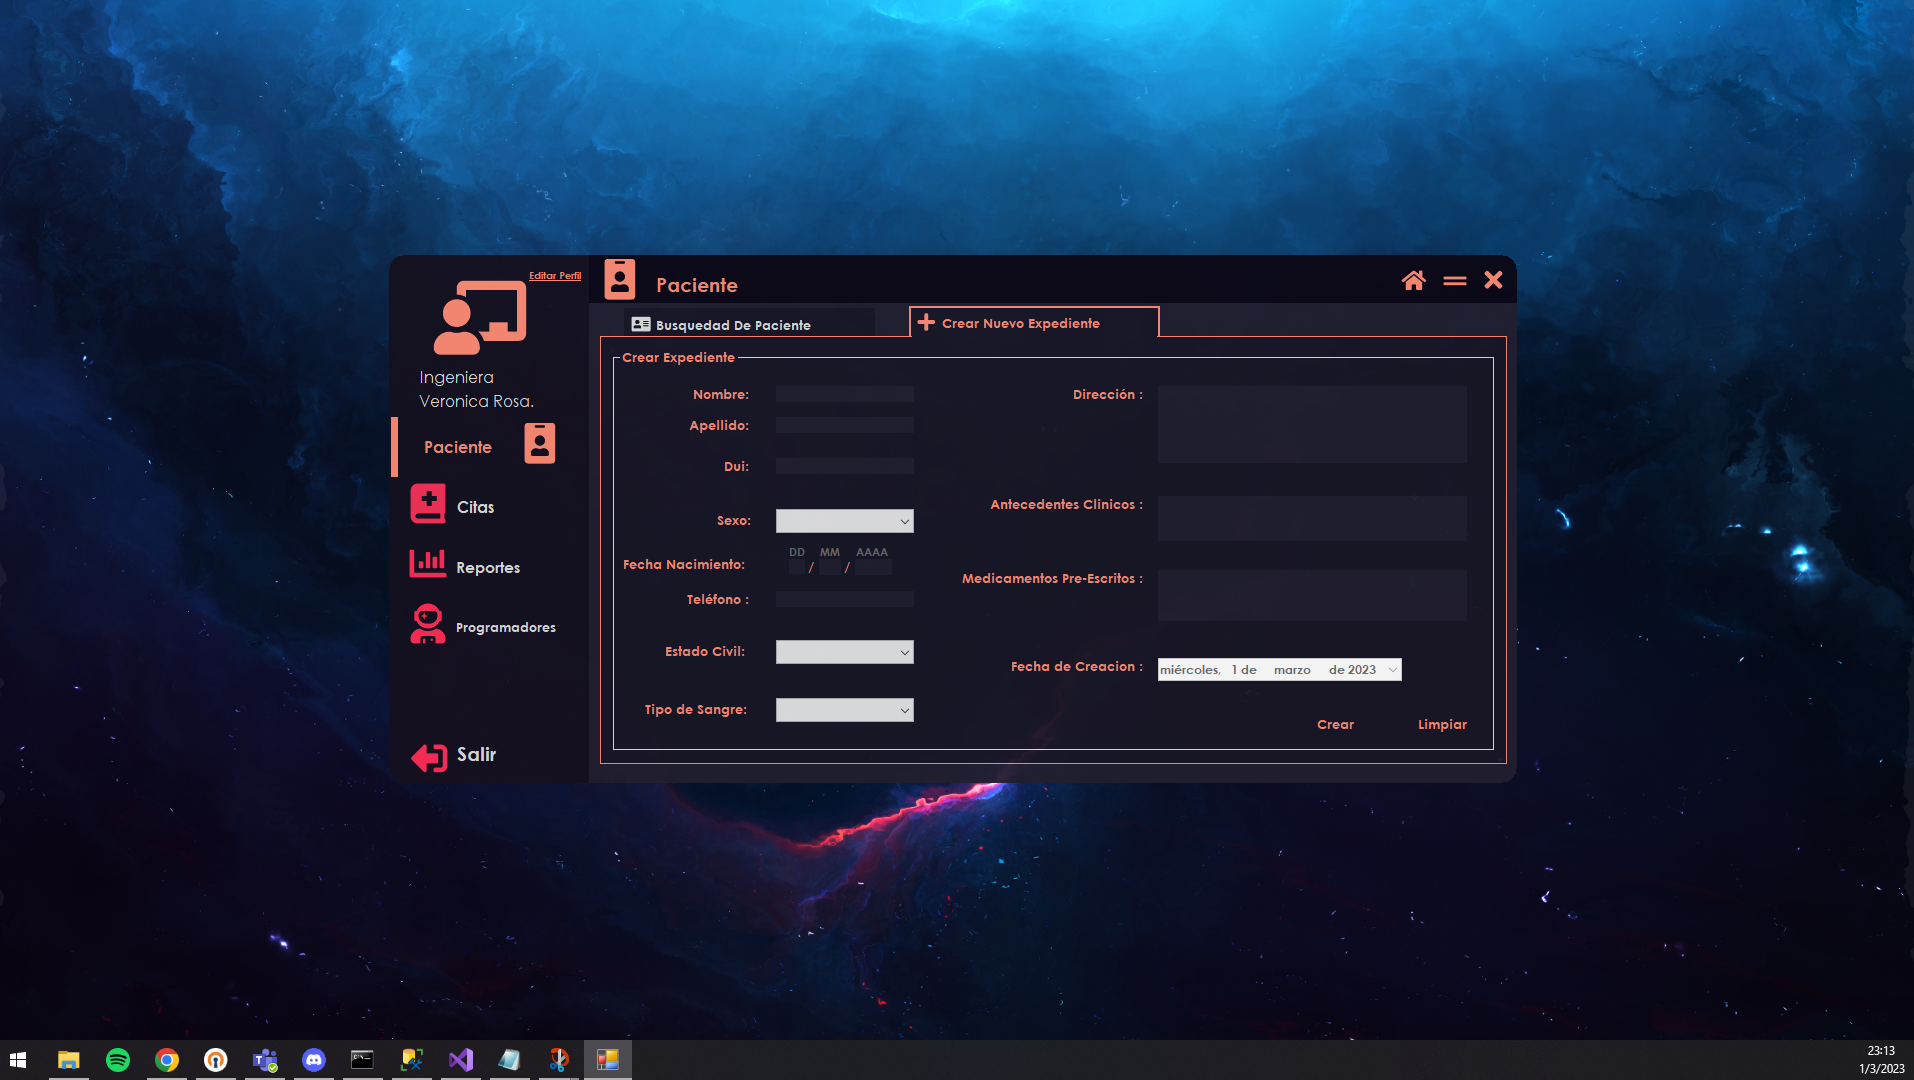 Editar Perfil
Ingeniera
Veronica Rosa.
Paciente
Citas
Reportes
Programadores
Salir
Paciente
Busquedad De Paciente
Crear Nuevo Expediente
Crear Expediente
Nombre:
Apellido:
Dui:
Sexo:
DD MM AAAA
Fecha Nacimiento: / /
Teléfono :
Estado Civil:
Tipo de Sangre:
Dirección :
Antecedentes Clinicos :
Medicamentos Pre-Escritos :
Fecha de Creacion : miércoles, 1 de marzo de 2023
Crear Limpiar
23:13
1/3/2023